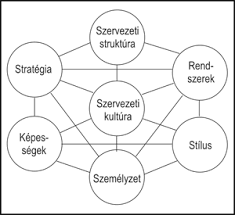 Szervezeti
struktúra
Stratégia
Rend-
szerek
Szervezeti
kultúra
Képes-
ségek
Stílus
Személyzet